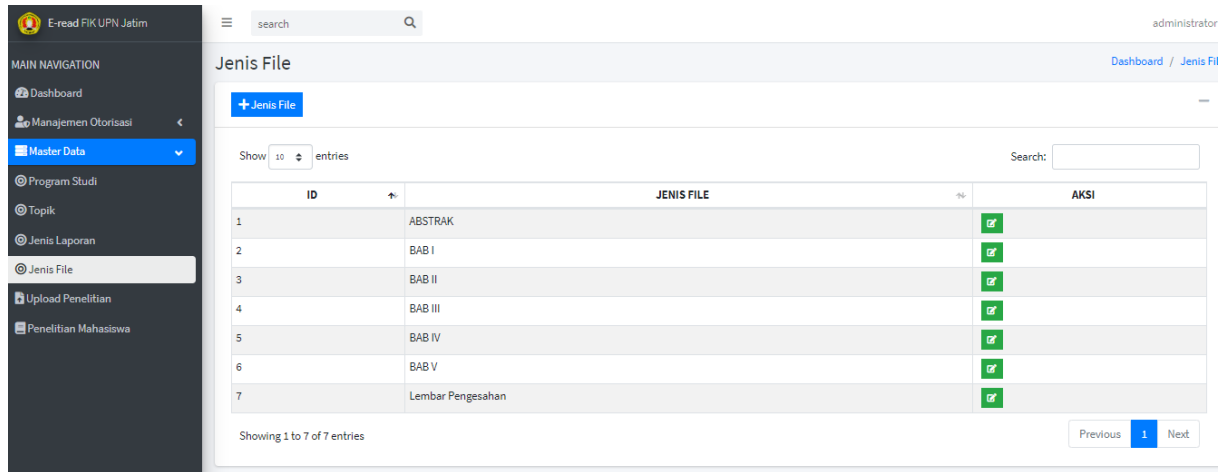 E-read FIK UPN Jatim
search
administrator
MAIN NAVIGATION
Dashboard
Manajemen Otorisasi
Master Data
Program Studi
Topik
Jenis Laporan
Jenis File
Upload Penelitian
Penelitian Mahasiswa
Jenis File
Dashboard / Jenis Fil
+ Jenis File
Show 10 entries
Search:
ID JENIS FILE AKSI
1 ABSTRAK
2 BAB I
3 BAB II
4 BAB III
5 BAB IV
6 BAB V
7 Lembar Pengesahan
Showing 1 to 7 of 7 entries
Previous 1 Next